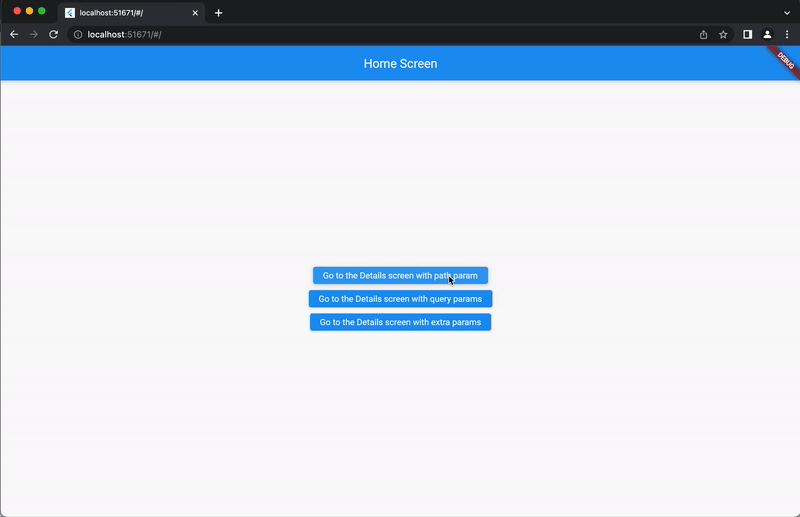 localhost:51671/#/
localhost:51671/#/
Home Screen
DEBUG
Go to the Details screen with path param
Go to the Details screen with query params
Go to the Details screen with extra params